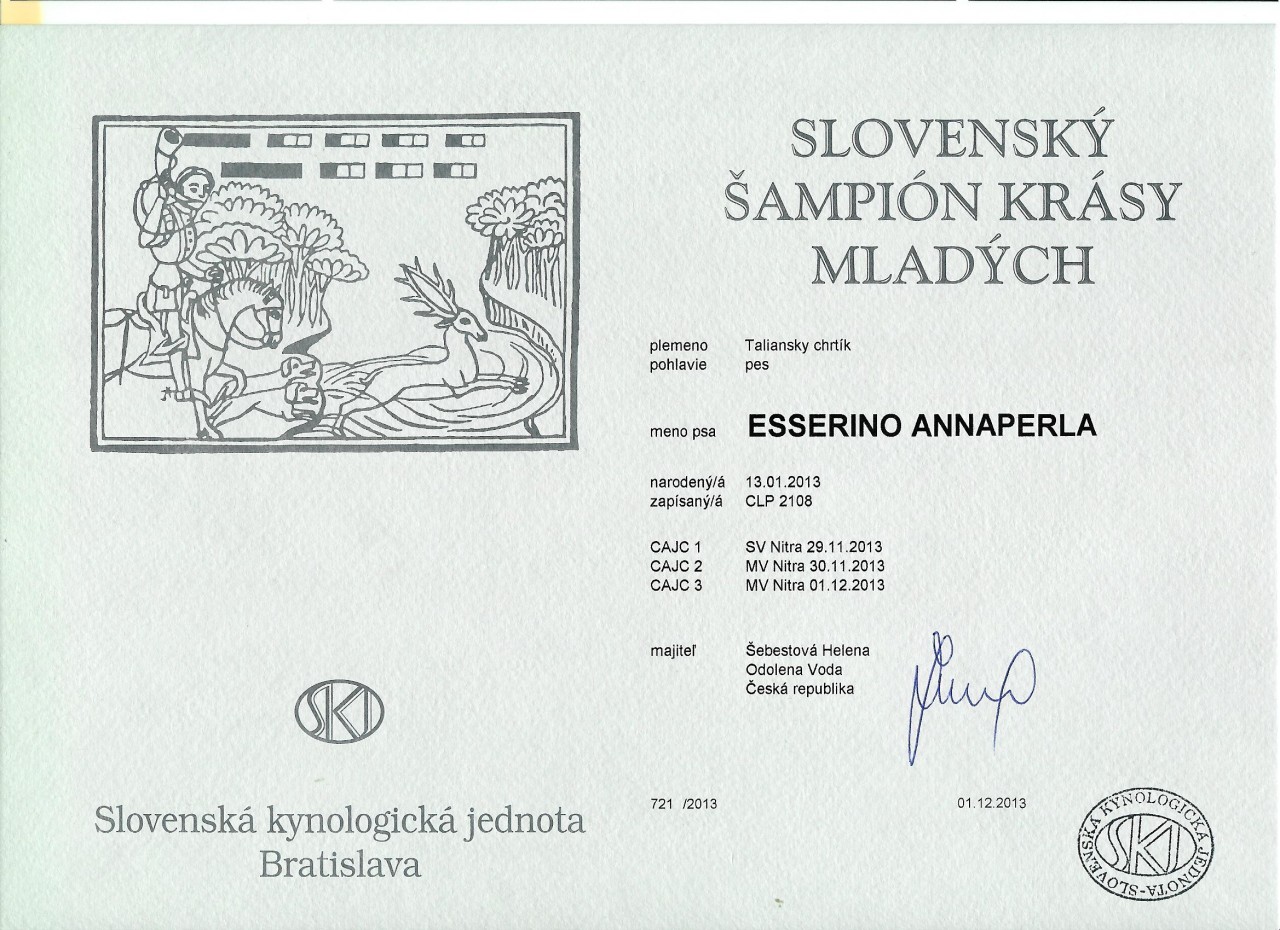 SLOVENSKÝ
ŠAMPIÓN KRÁSY
MLADÝCH
plemeno Taliansky chrtík
pohlavie pes
meno psa ESSERINO ANNAPERLA
narodený/á 13.01.2013
zapísaný/á CLP 2108
CAJC 1 SV Nitra 29.11.2013
CAJC 2 MV Nitra 30.11.2013
CAJC 3 MV Nitra 01.12.2013
majiteľ Šebestová Helena
Odolena Voda
Česká republika
721 /2013 01.12.2013
SKJ
Slovenská kynologická jednota
Bratislava
SLOVENSKÁ KYNOLOGICKÁ JEDNOTA
SKJ